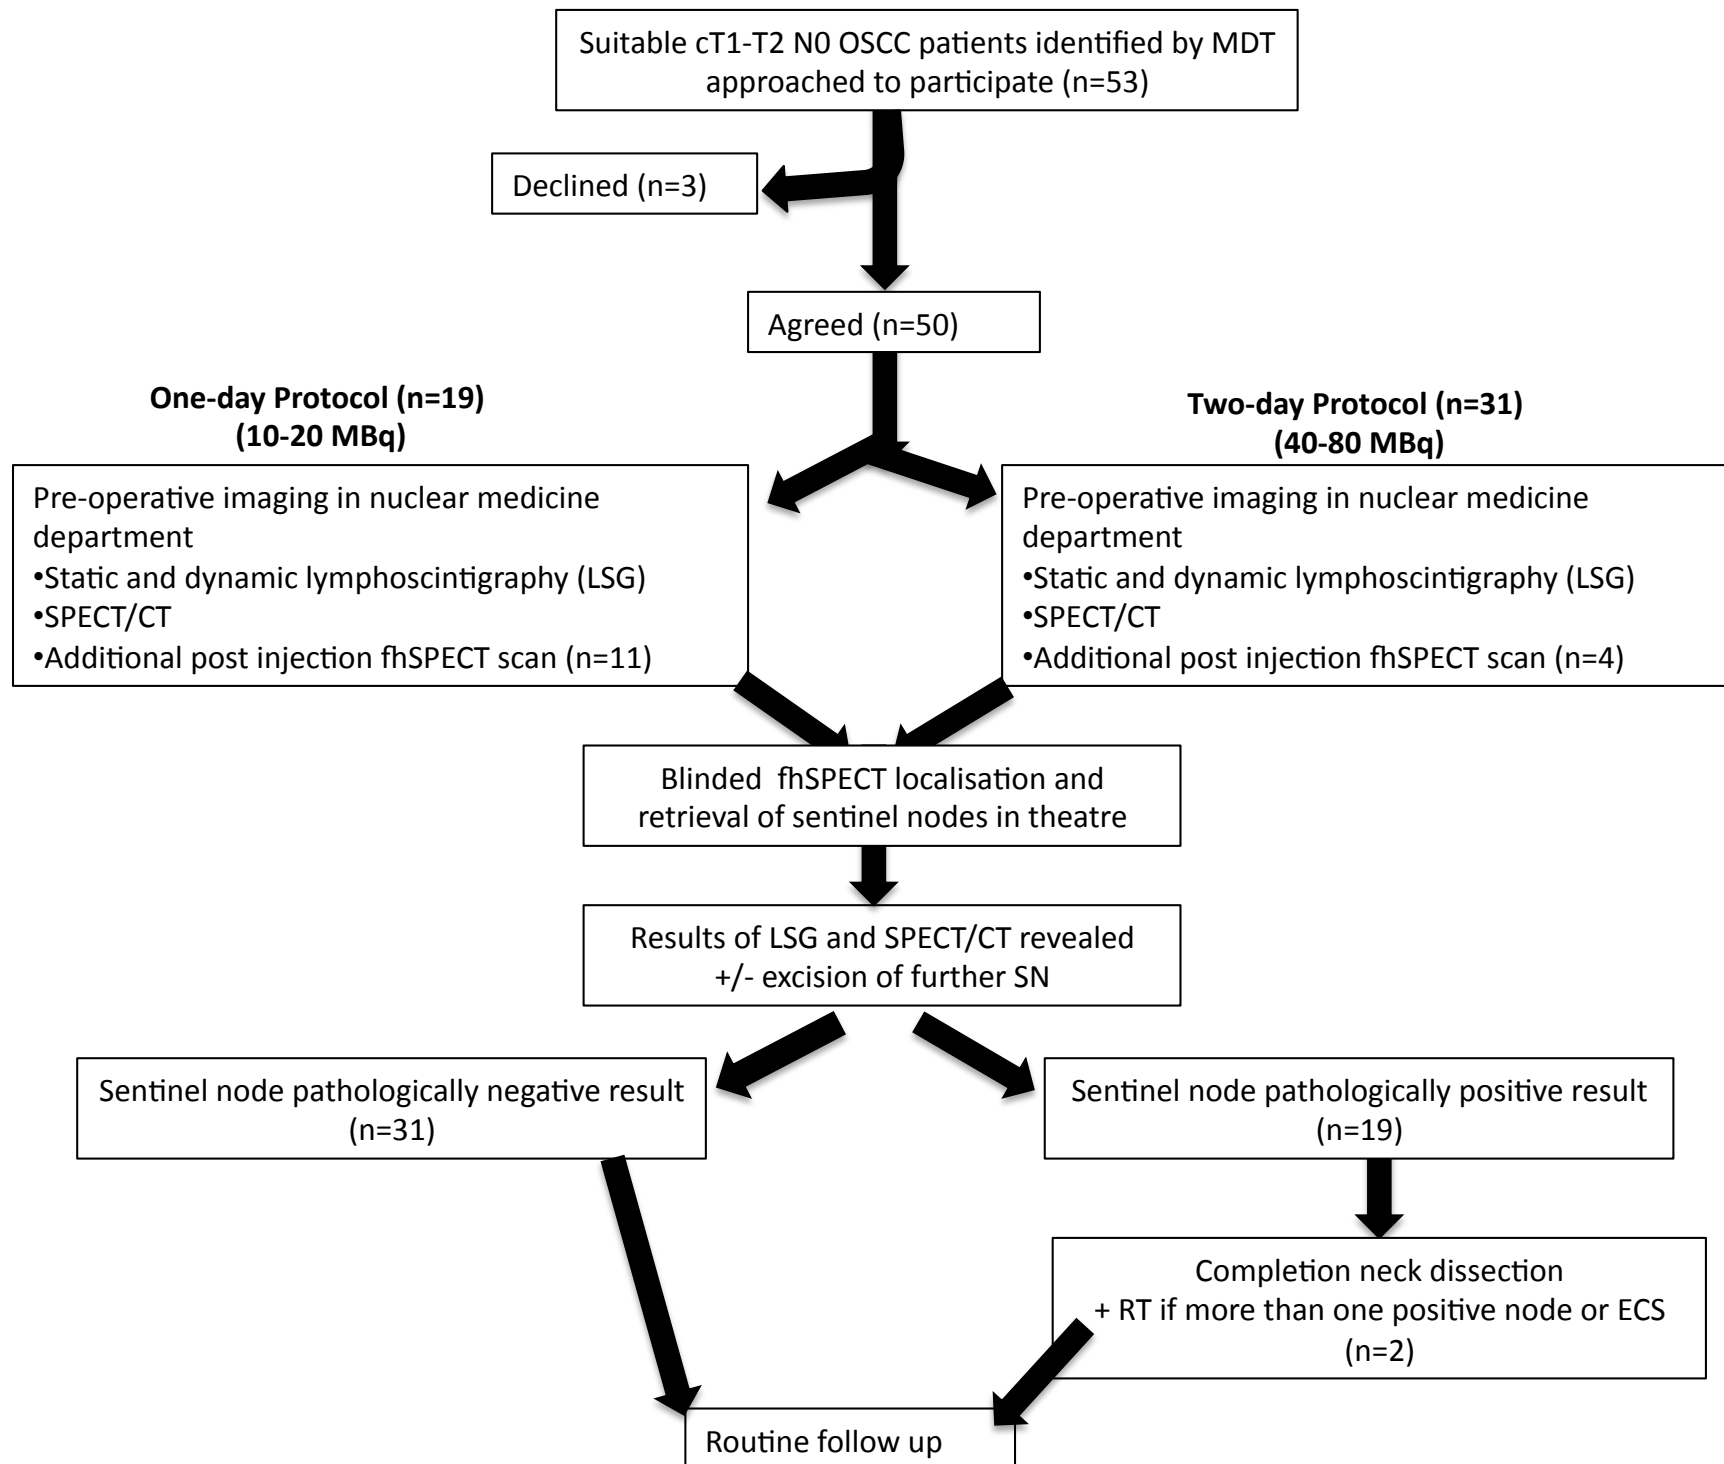 Suitable cT1-T2 N0 OSCC patients identified by MDT
approached to participate (n=53)
Declined (n=3)
Agreed (n=50)
One-day Protocol (n=19)
(10-20 MBq)
Pre-operative imaging in nuclear medicine
department
•Static and dynamic lymphoscintigraphy (LSG)
•SPECT/CT
•Additional post injection fhSPECT scan (n=11)
Two-day Protocol (n=31)
(40-80 MBq)
Pre-operative imaging in nuclear medicine
department
•Static and dynamic lymphoscintigraphy (LSG)
•SPECT/CT
•Additional post injection fhSPECT scan (n=4)
Blinded fhSPECT localisation and
retrieval of sentinel nodes in theatre
Results of LSG and SPECT/CT revealed
+/- excision of further SN
Sentinel node pathologically negative result
(n=31)
Sentinel node pathologically positive result
(n=19)
Completion neck dissection
+ RT if more than one positive node or ECS
(n=2)
Routine follow up